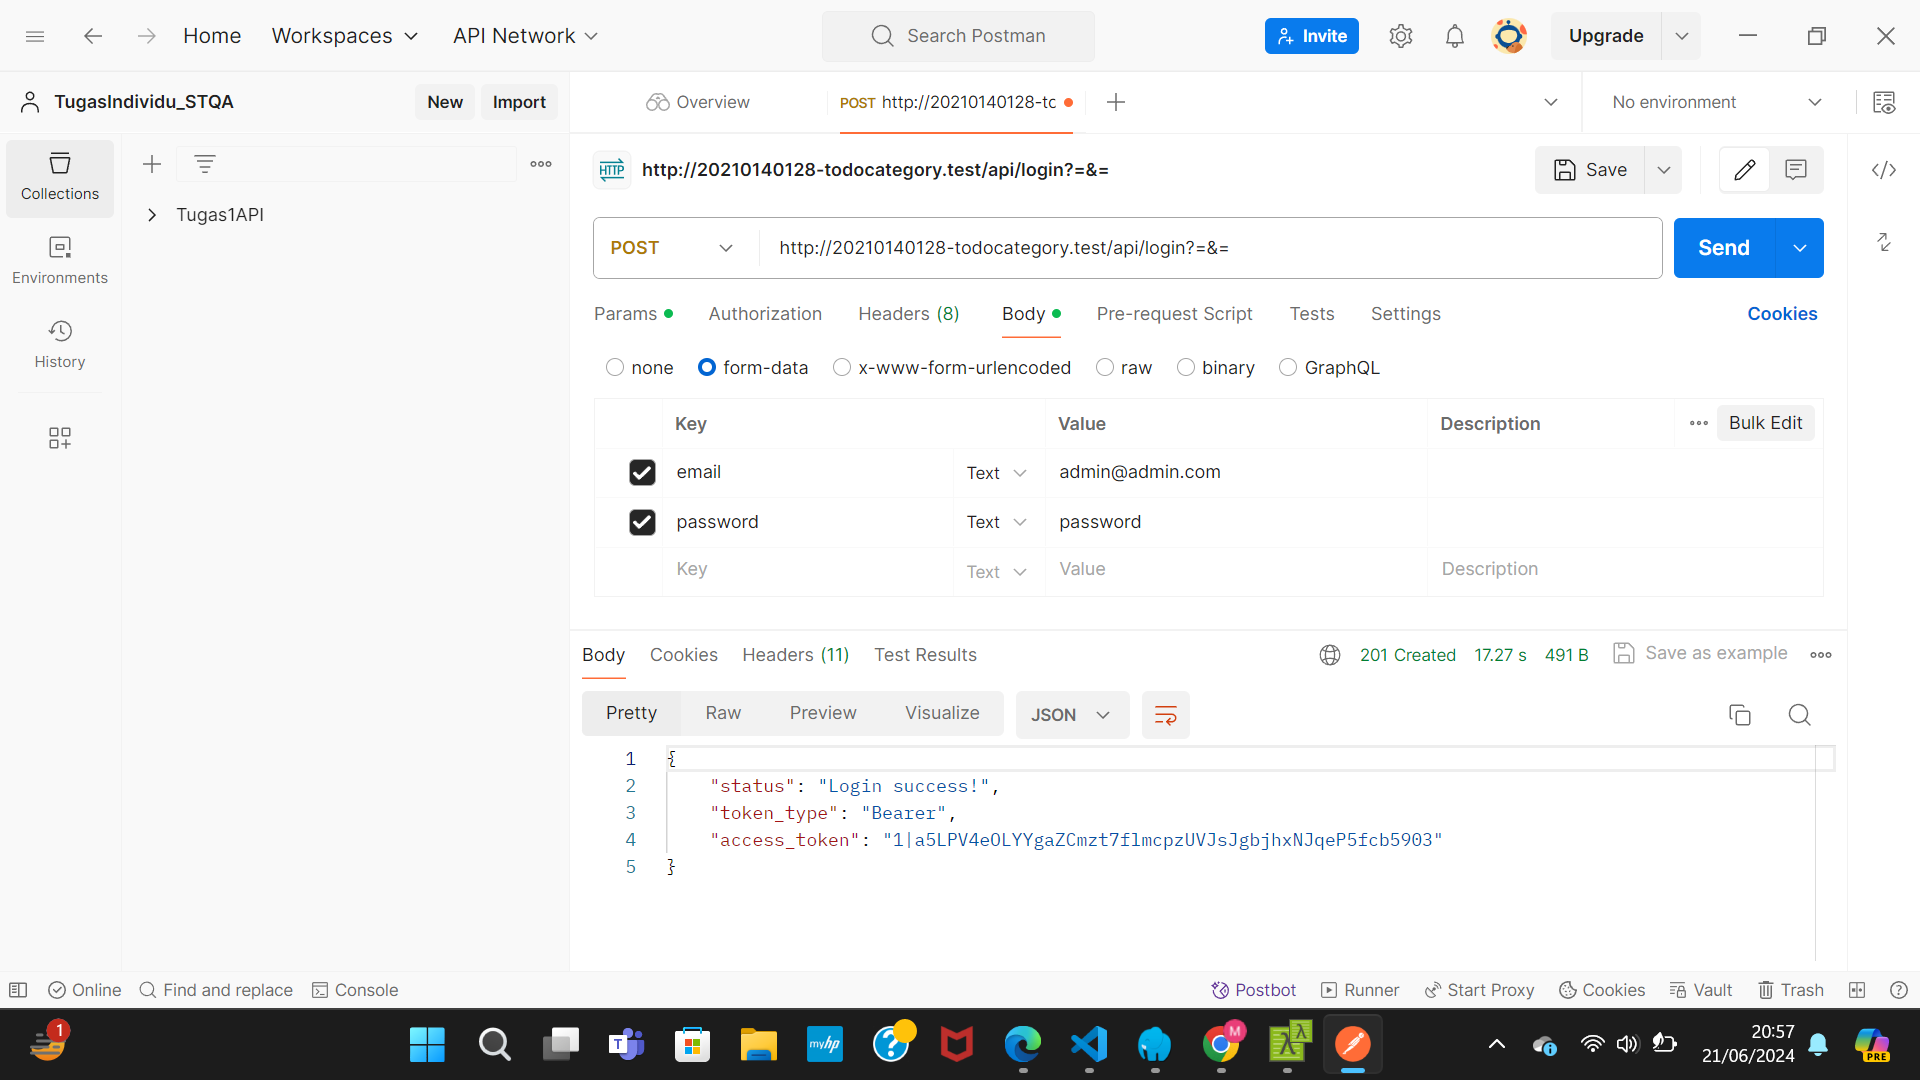 Home
Workspaces
API Network
Search Postman
Invite
Upgrade
TugasIndividu_STQA
New
Import
Overview
POST http://20210140128-tc
No environment
Collections
Environments
History
Tugas1API
HTTP
http://20210140128-todocategory.test/api/login?=&=
Save
POST
http://20210140128-todocategory.test/api/login?=&=
Send
Params
Authorization
Headers (8)
Body
Pre-request Script
Tests
Settings
Cookies
none
form-data
x-www-form-urlencoded
raw
binary
GraphQL
Key
Value
Description
Bulk Edit
email
Text
admin@admin.com
password
Text
password
Key
Text
Value
Description
Body
Cookies
Headers (11)
Test Results
201 Created
17.27 s
491 B
Save as example
Pretty
Raw
Preview
Visualize
JSON
1 {
2 "status": "Login success!",
3 "token_type": "Bearer",
4 "access_token": "1|a5LPV4eOLYYgaZCmzt7flmcpzUVJsJgbjhxNJqeP5fcb5903"
5 }
Online
Find and replace
Console
Postbot
Runner
Start Proxy
Cookies
Vault
Trash
1
T
myhp
M
PRE
20:57
21/06/2024